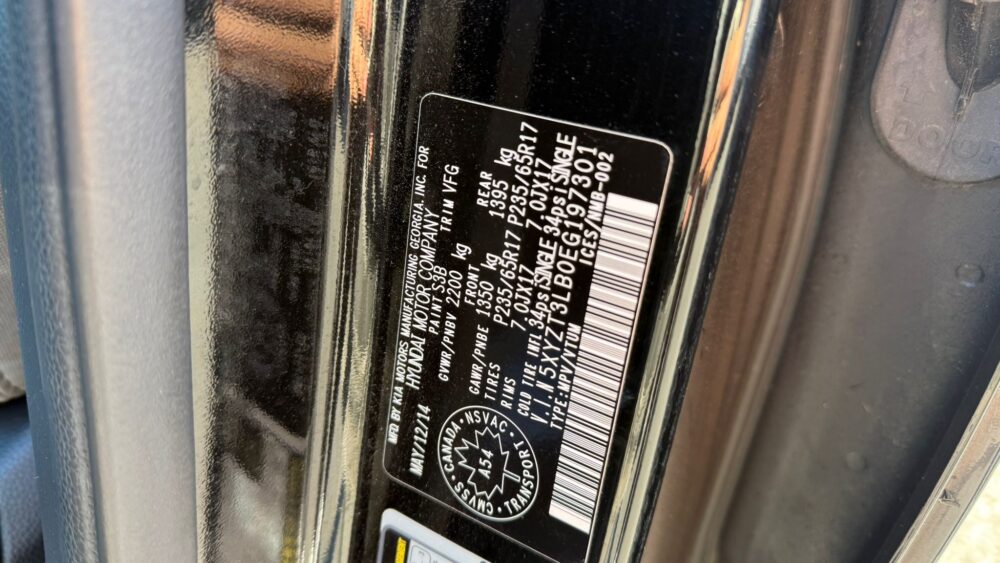 MFD BY KIA MOTORS MANUFACTURING GEORGIA. INC. FOR
HYUNDAI MOTOR COMPANY
MAY/12/14 PAINT S3B TRIM VFG
GVWR/PNBV 2200 kg
FRONT REAR
GAWR/PNBE 1350 kg 1395 kg
TIRES P235/65R17 P235/65R17
RIMS 7.0JX17 7.0JX17
COLD TIRE INFL 34psi SINGLE 34psi SINGLE
V.I.N 5XYZT3LB0EG197301
TYPE:MPV/VTUM ICES/NMB-002
CANADA · NSVAC · TRANSPORT · CMVSS ·
A54